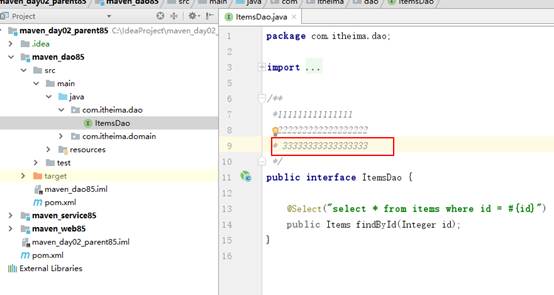 maven_day02_parent85 maven_dao85 src main java com itheima dao ItemsDao
Project
ItemsDao.java
maven_day02_parent85 C:\IdeaProject\maven_day02_
.idea
maven_dao85
src
main
java
com.itheima.dao
ItemsDao
com.itheima.domain
resources
test
target
maven_dao85.iml
pom.xml
maven_service85
maven_web85
maven_day02_parent85.iml
pom.xml
External Libraries
1 package com.itheima.dao;
2
3 import ...
5
6 /**
7 *111111111111111
8 2222222222222222222
9 * 33333333333333333
10 */
11 public interface ItemsDao {
12
13 @Select("select * from items where id = #{id}")
14 public Items findById(Integer id);
15 }
16